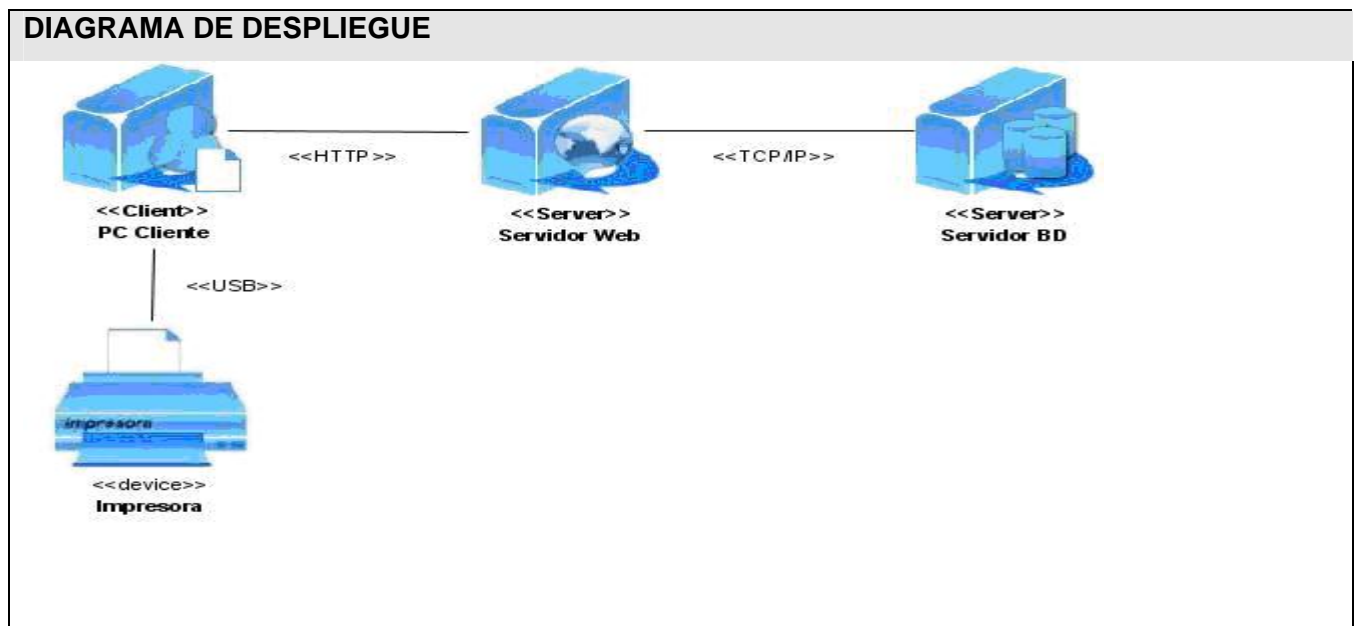 DIAGRAMA DE DESPLIEGUE
<<HTTP>>
<<TCP/IP>>
<<Client>>
PC Cliente
<<Server>>
Servidor Web
<<Server>>
Servidor BD
<<USB>>
Impresora
<<device>>
Impresora